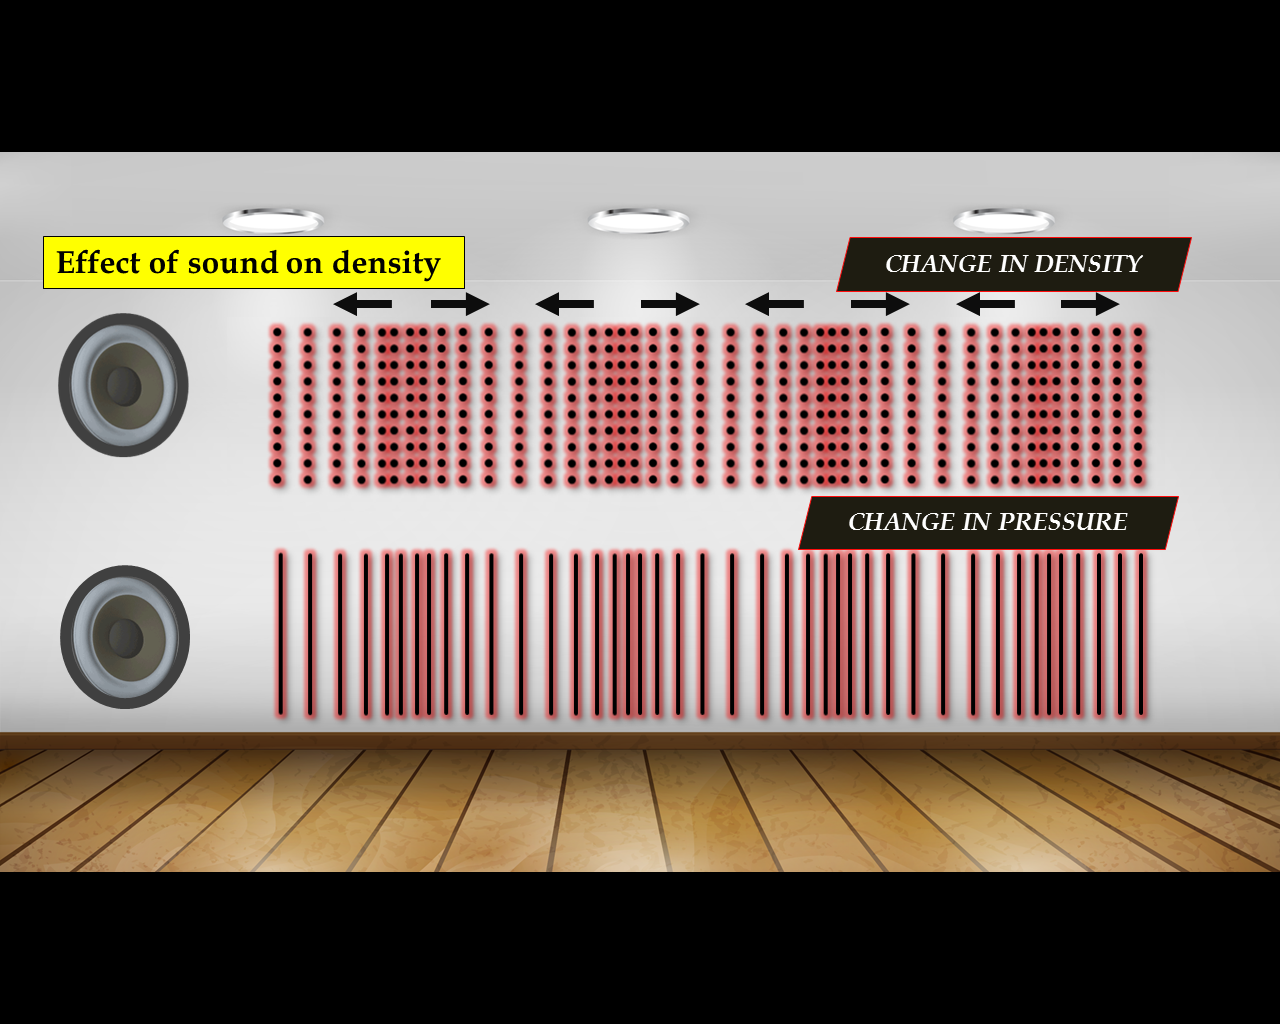 Effect of sound on density
CHANGE IN DENSITY
CHANGE IN PRESSURE